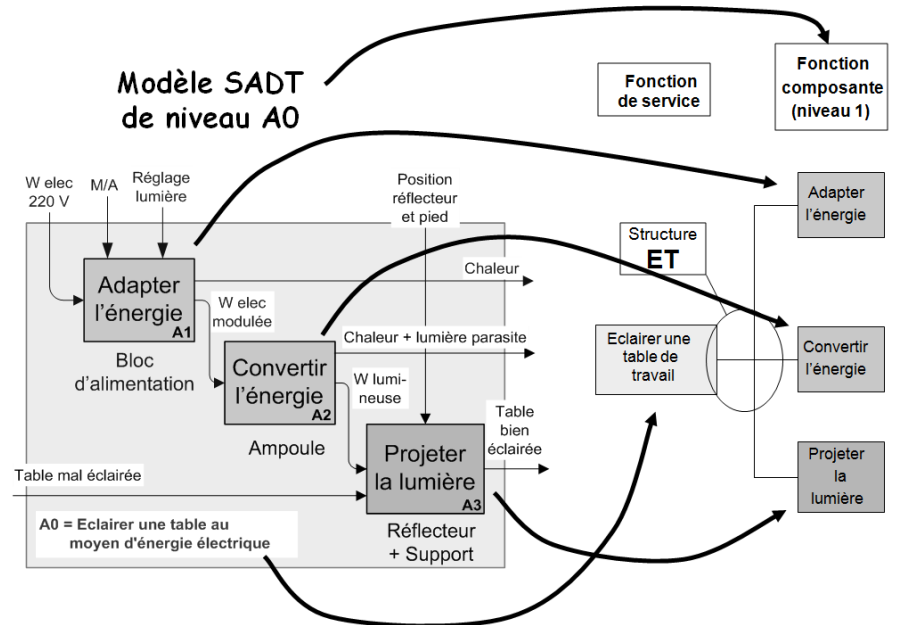 Modèle SADT
de niveau A0
Fonction
de service
Fonction
composante
(niveau 1)
W elec
220 V
M/A
Réglage
lumière
Position
réflecteur
et pied
Adapter
l'énergie
A1
Bloc
d'alimentation
Chaleur
W elec
modulée
Convertir
l'énergie
A2
Ampoule
Chaleur + lumière parasite
W lumi-
neuse
Projeter
la lumière
A3
Réflecteur
+ Support
Table
bien
éclairée
Table mal éclairée
A0 = Eclairer une table au
moyen d'énergie électrique
Structure
ET
Eclairer une
table de
travail
Adapter
l'énergie
Convertir
l'énergie
Projeter
la
lumière